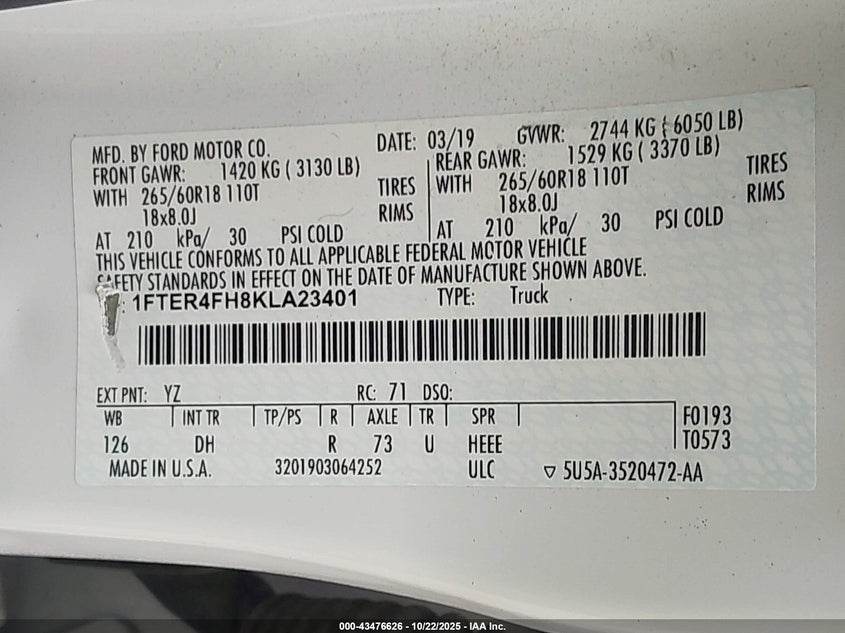 MFD. BY FORD MOTOR CO. DATE: 03/19 GVWR: 2744 KG ( 6050 LB)
FRONT GAWR: 1420 KG ( 3130 LB) REAR GAWR: 1529 KG ( 3370 LB)
WITH 265/60R18 110T TIRES WITH 265/60R18 110T TIRES
18x8.0J RIMS 18x8.0J RIMS
AT 210 kPa/ 30 PSI COLD AT 210 kPa/ 30 PSI COLD
THIS VEHICLE CONFORMS TO ALL APPLICABLE FEDERAL MOTOR VEHICLE
SAFETY STANDARDS IN EFFECT ON THE DATE OF MANUFACTURE SHOWN ABOVE.
1FTER4FH8KLA23401 TYPE: Truck
EXT PNT: YZ RC: 71 DSO:
WB INT TR TP/PS R AXLE TR SPR F0193
126 DH R 73 U HEEE T0573
MADE IN U.S.A. 3201903064252 ULC ▽ 5U5A-3520472-AA
000-43476626 - 10/22/2025 - IAA Inc.